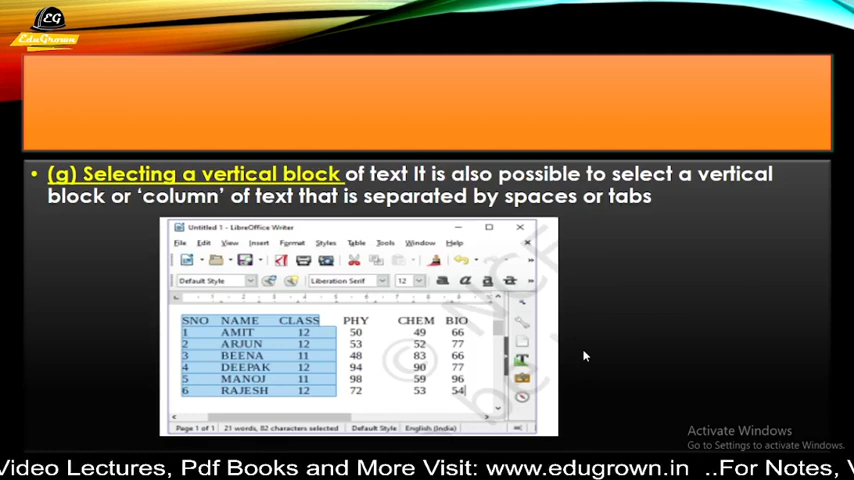 EG
EduGrown
• (g) Selecting a vertical block of text It is also possible to select a vertical
block or ‘column’ of text that is separated by spaces or tabs
Untitled 1 - LibreOffice Writer
File Edit View Insert Format Styles Table Tools Window Help
Default Style Liberation Serif 12 a a a a
SNO NAME CLASS PHY CHEM BIO
1 AMIT 12 50 49 66
2 ARJUN 12 53 52 77
3 BEENA 11 48 83 66
4 DEEPAK 12 94 90 77
5 MANOJ 11 98 59 96
6 RAJESH 12 72 53 54
Page 1 of 1 21 words, 82 characters selected Default Style English (India)
Activate Windows
Go to Settings to activate Windows.
Video Lectures, Pdf Books and More Visit: www.edugrown.in ..For Notes, V